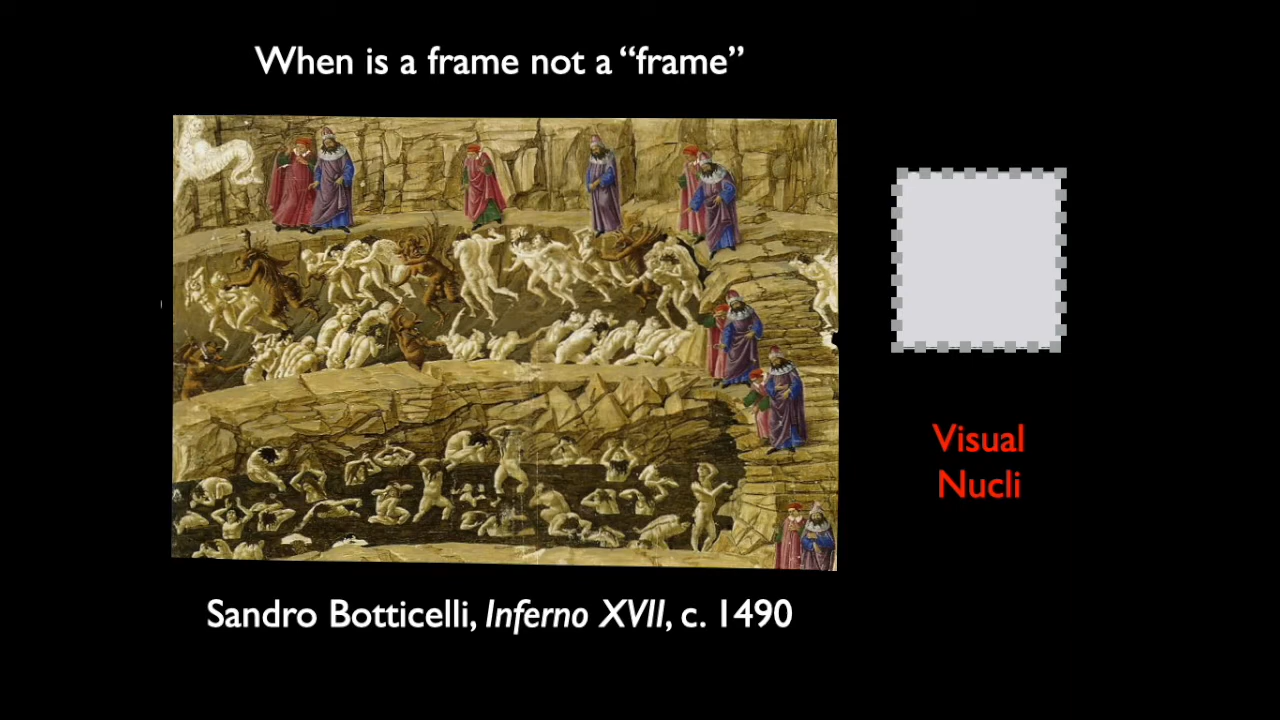 When is a frame not a “frame”
Visual
Nucli
Sandro Botticelli, Inferno XVII, c. 1490